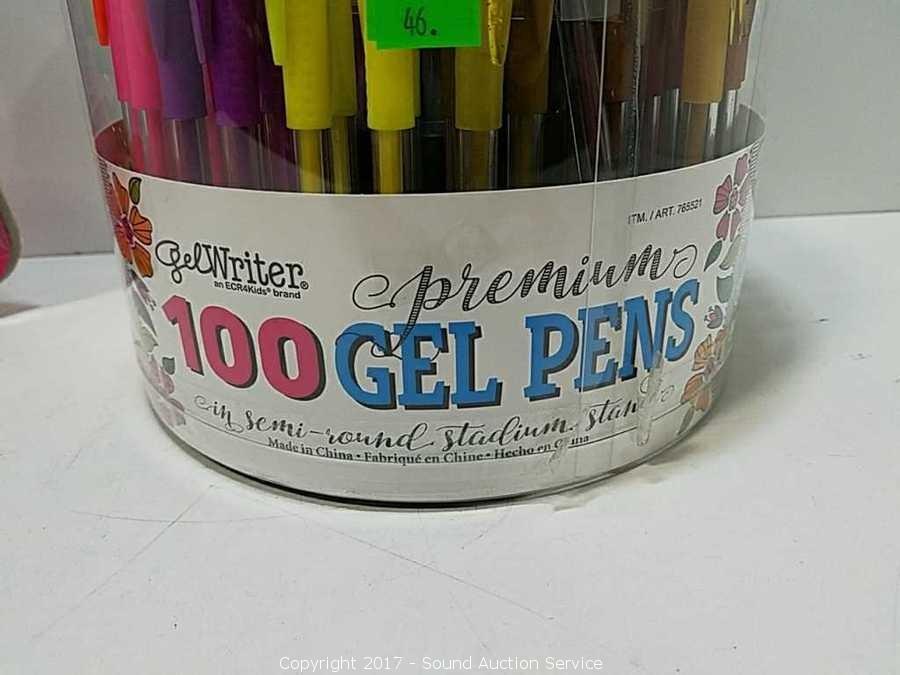 46.
ITM. / ART. 765521
gelWriter®
an ECR4Kids® brand
premium
100 GEL PENS
in semi-round stadium stand
Made in China • Fabriqué en Chine • Hecho en China
Copyright 2017 - Sound Auction Service